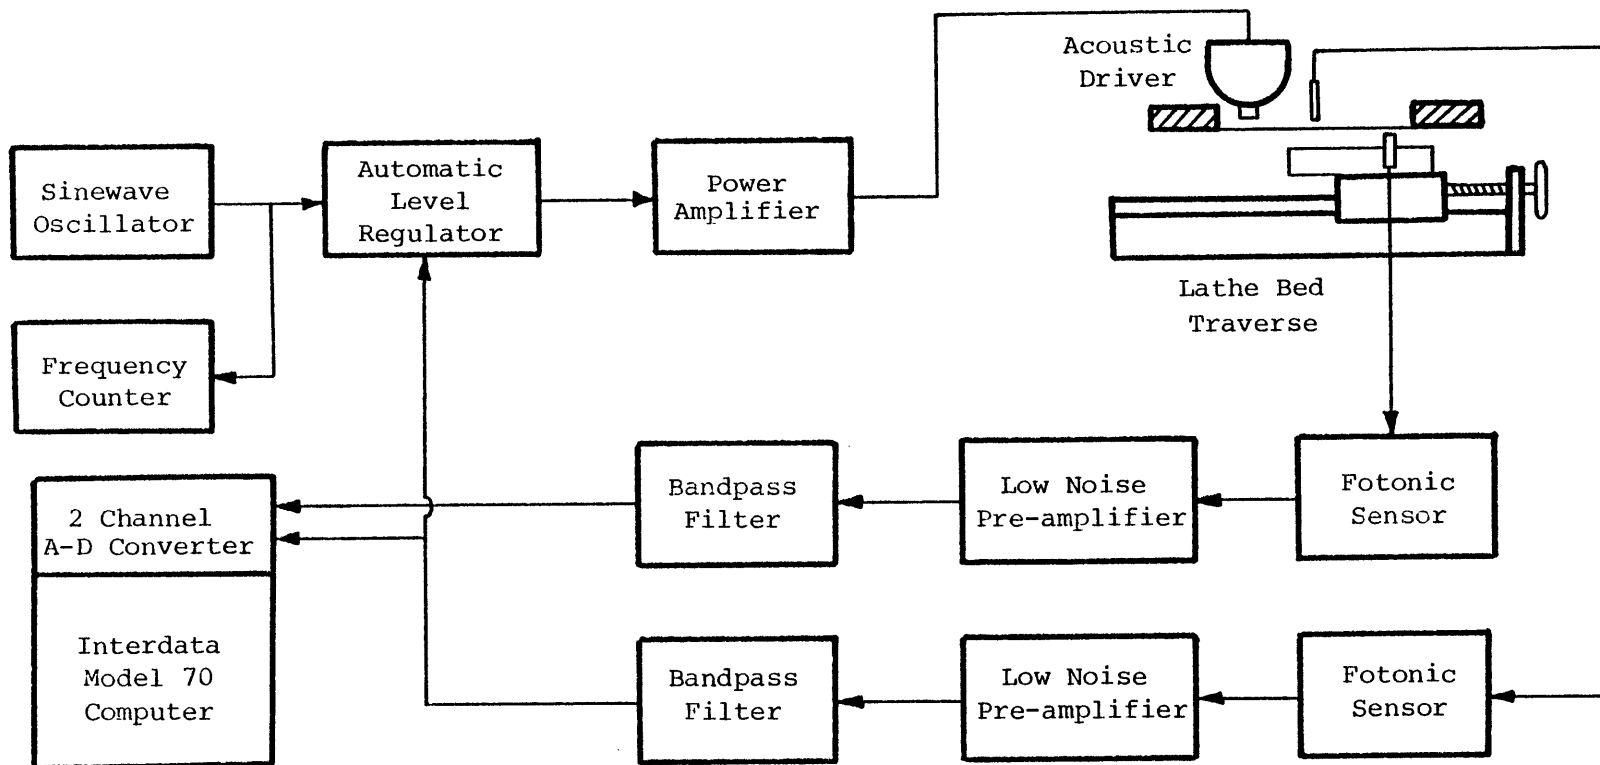 Acoustic
Driver
Sinewave
Oscillator
Automatic
Level
Regulator
Power
Amplifier
Lathe Bed
Traverse
Frequency
Counter
2 Channel
A-D Converter
Bandpass
Filter
Low Noise
Pre-amplifier
Fotonic
Sensor
Interdata
Model 70
Computer
Bandpass
Filter
Low Noise
Pre-amplifier
Fotonic
Sensor